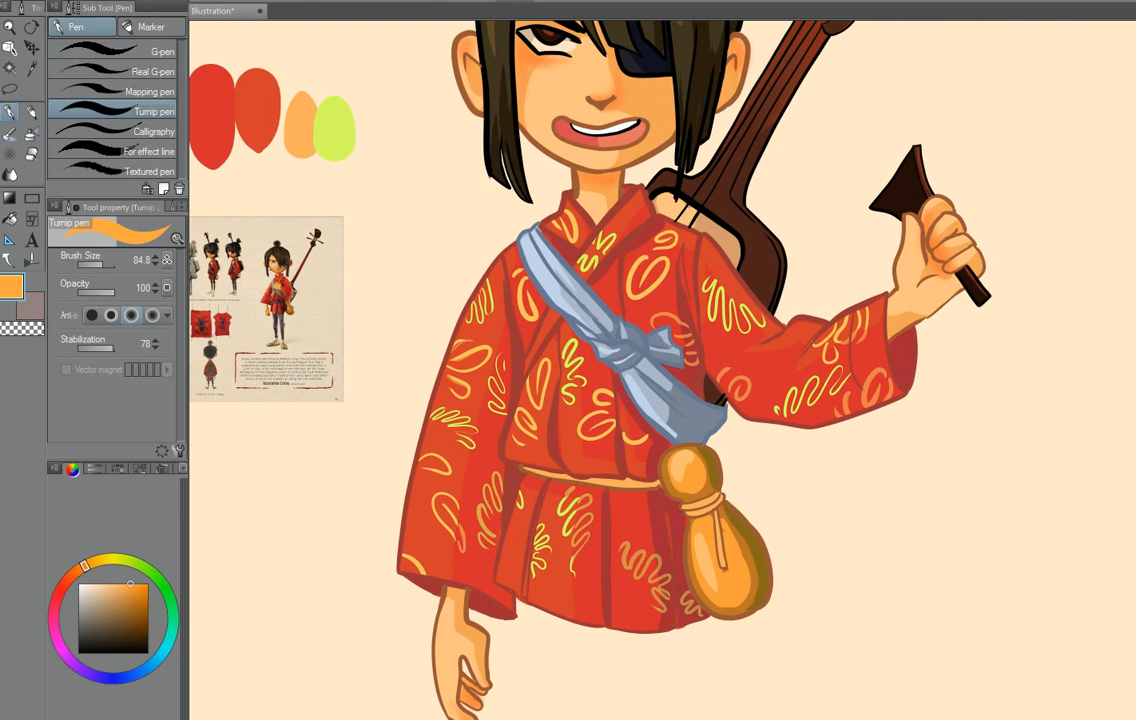 To
Sub Tool [Pen]
Illustration*
Pen
Marker
G-pen
Real G-pen
Mapping pen
Turnip pen
Calligraphy
For effect line
Textured pen
Tool property [Turnip
Turnip pen
Brush Size
84.8
Opacity
100
Anti-
Stabilization
78
Vector magnet
A